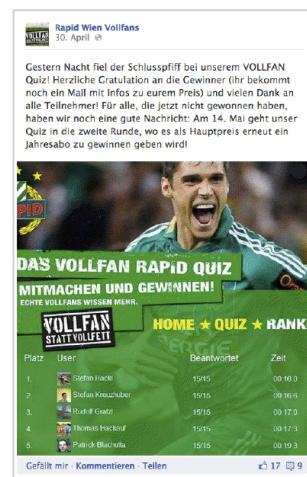 Rapid Wien Vollfans
30. April
Gestern Nacht fiel der Schlusspfiff bei unserem VOLLFAN
Quiz! Herzliche Gratulation an die Gewinner (ihr bekommt
noch ein Mail mit Infos zu eurem Preis) und vielen Dank an
alle Teilnehmer! Für alle, die jetzt nicht gewonnen haben,
haben wir noch eine gute Nachricht: Am 14. Mai geht unser
Quiz in die zweite Runde, wo es als Hauptpreis erneut ein
Jahresabo zu gewinnen geben wird!
DAS VOLLFAN RAPID QUIZ
MITMACHEN UND GEWINNEN!
ECHTE VOLLFANS WISSEN MEHR.
VOLLFAN
STATT VOLLFETT
HOME ★ QUIZ ★ RANK
Platz User Beantwortet Zeit
1. Stefan 15/15 00:16.0
2. Stefan Kreuzhuber 15/15 00:16.6
3. Rudolf Gratzl 15/15 00:17.0
4. Thomas Hackauf 15/15 00:17.3
5. Patrick Blachutta 15/15 00:19.3
Gefällt mir · Kommentieren · Teilen 17 9